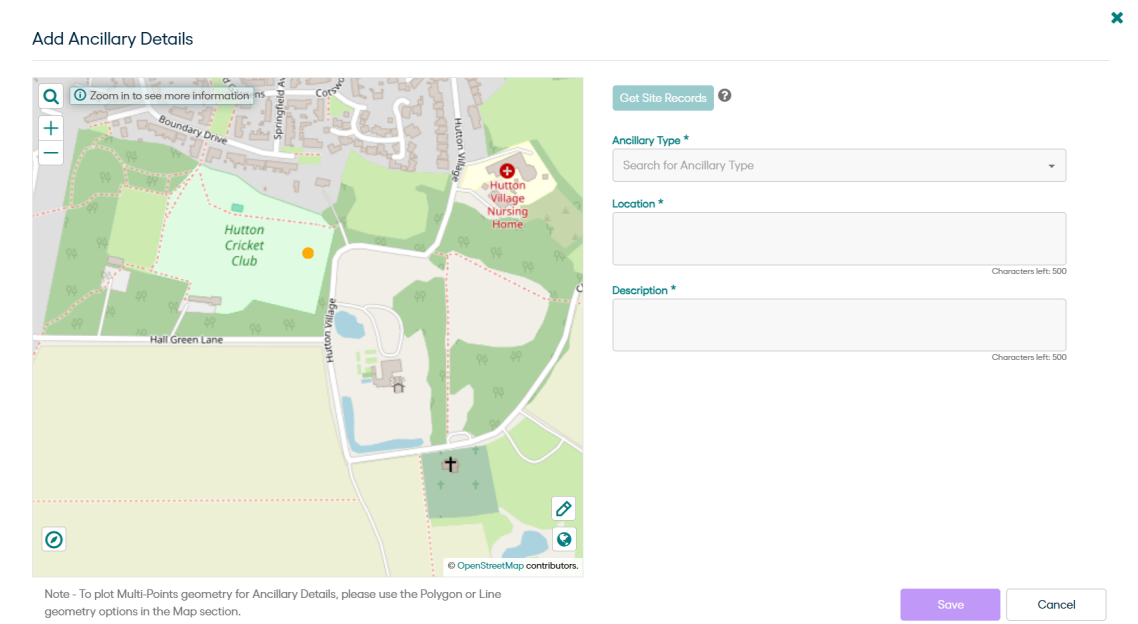 Add Ancillary Details
Zoom in to see more information
Get Site Records
Ancillary Type *
Search for Ancillary Type
Location *
Characters left: 500
Description *
Characters left: 500
Boundary Drive
Springfield Av
Cotsw
Hutton Village
Hutton
Village
Nursing
Home
Hutton
Cricket
Club
Hutton Village
Hall Green Lane
© OpenStreetMap contributors.
Note - To plot Multi-Points geometry for Ancillary Details, please use the Polygon or Line
geometry options in the Map section.
Save
Cancel